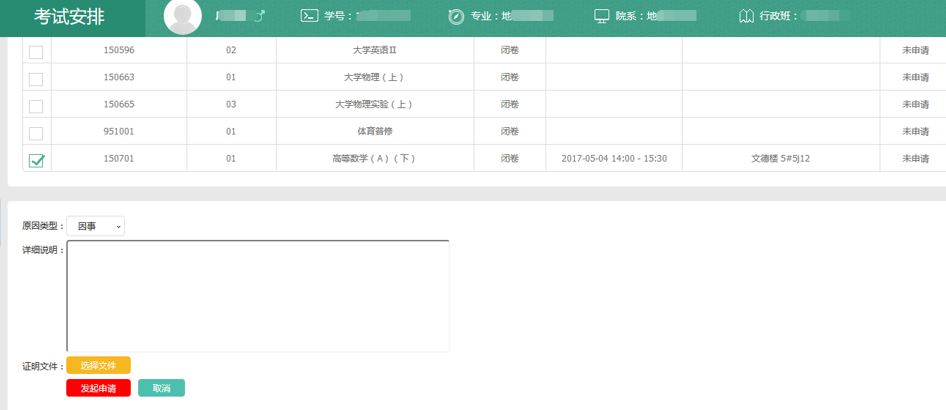 考试安排 学号： 专业：地 院系：地 行政班：
150596 02 大学英语Ⅱ 闭卷 未申请
150663 01 大学物理（上） 闭卷 未申请
150665 03 大学物理实验（上） 闭卷 未申请
951001 01 体育普修 闭卷 未申请
150701 01 高等数学（A）（下） 闭卷 2017-05-04 14:00 - 15:30 文德楼 5#5J12 未申请
原因类型： 因事
详细说明：
证明文件： 选择文件
发起申请 取消